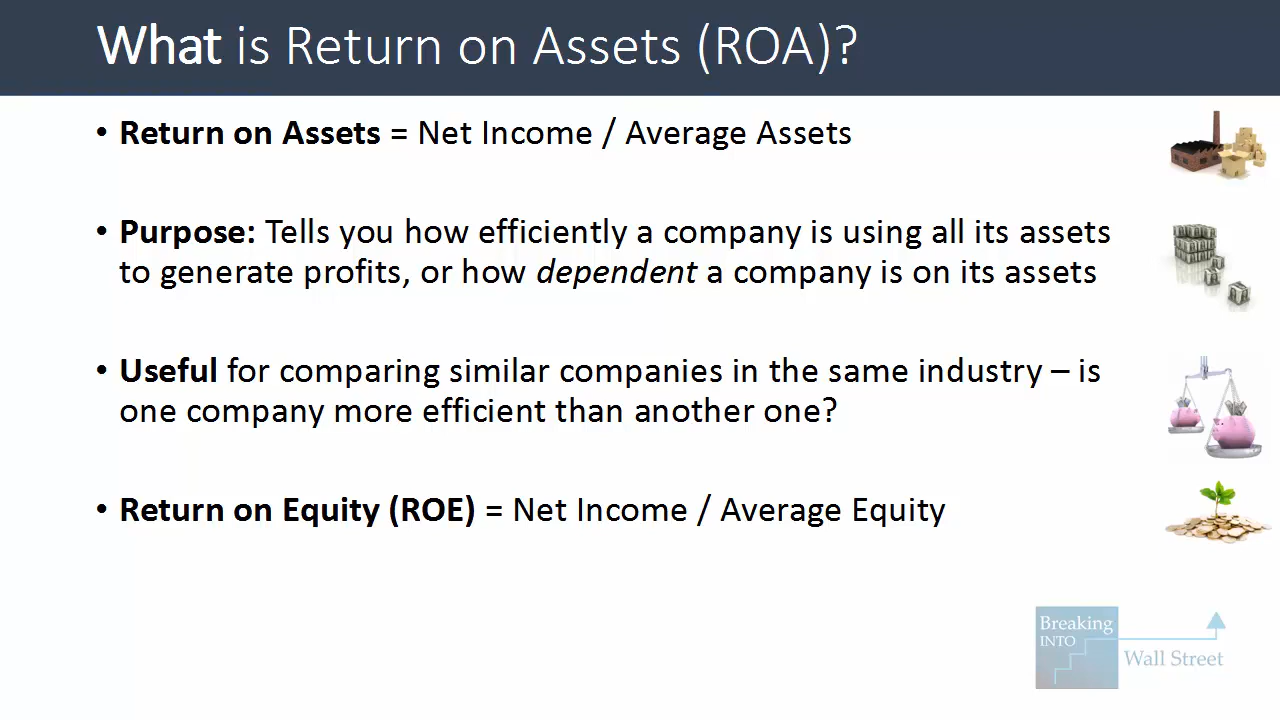 What is Return on Assets (ROA)?
• Return on Assets = Net Income / Average Assets
• Purpose: Tells you how efficiently a company is using all its assets
to generate profits, or how dependent a company is on its assets
• Useful for comparing similar companies in the same industry – is
one company more efficient than another one?
• Return on Equity (ROE) = Net Income / Average Equity
Breaking
INTO
Wall Street